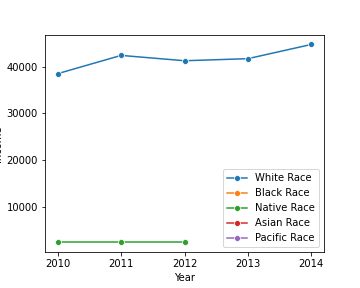 40000
30000
20000
10000
2010 2011 2012 2013 2014
Year
White Race
Black Race
Native Race
Asian Race
Pacific Race